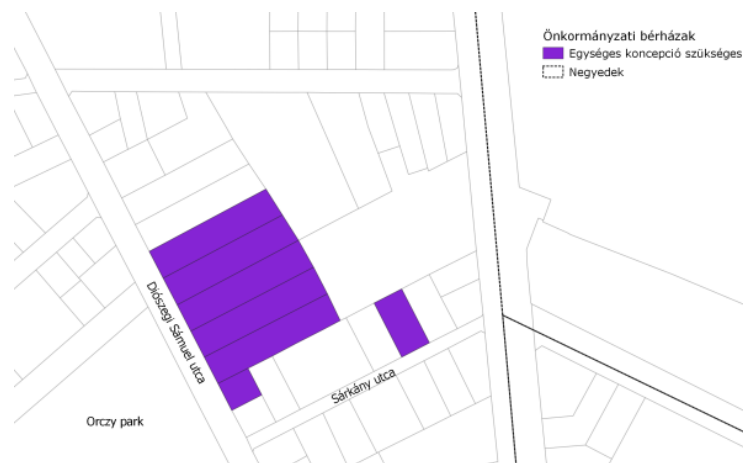 Önkormányzati bérházak
Egységes koncepció szükséges
Negyedek
Diószegi Sámuel utca
Sárkány utca
Orczy park